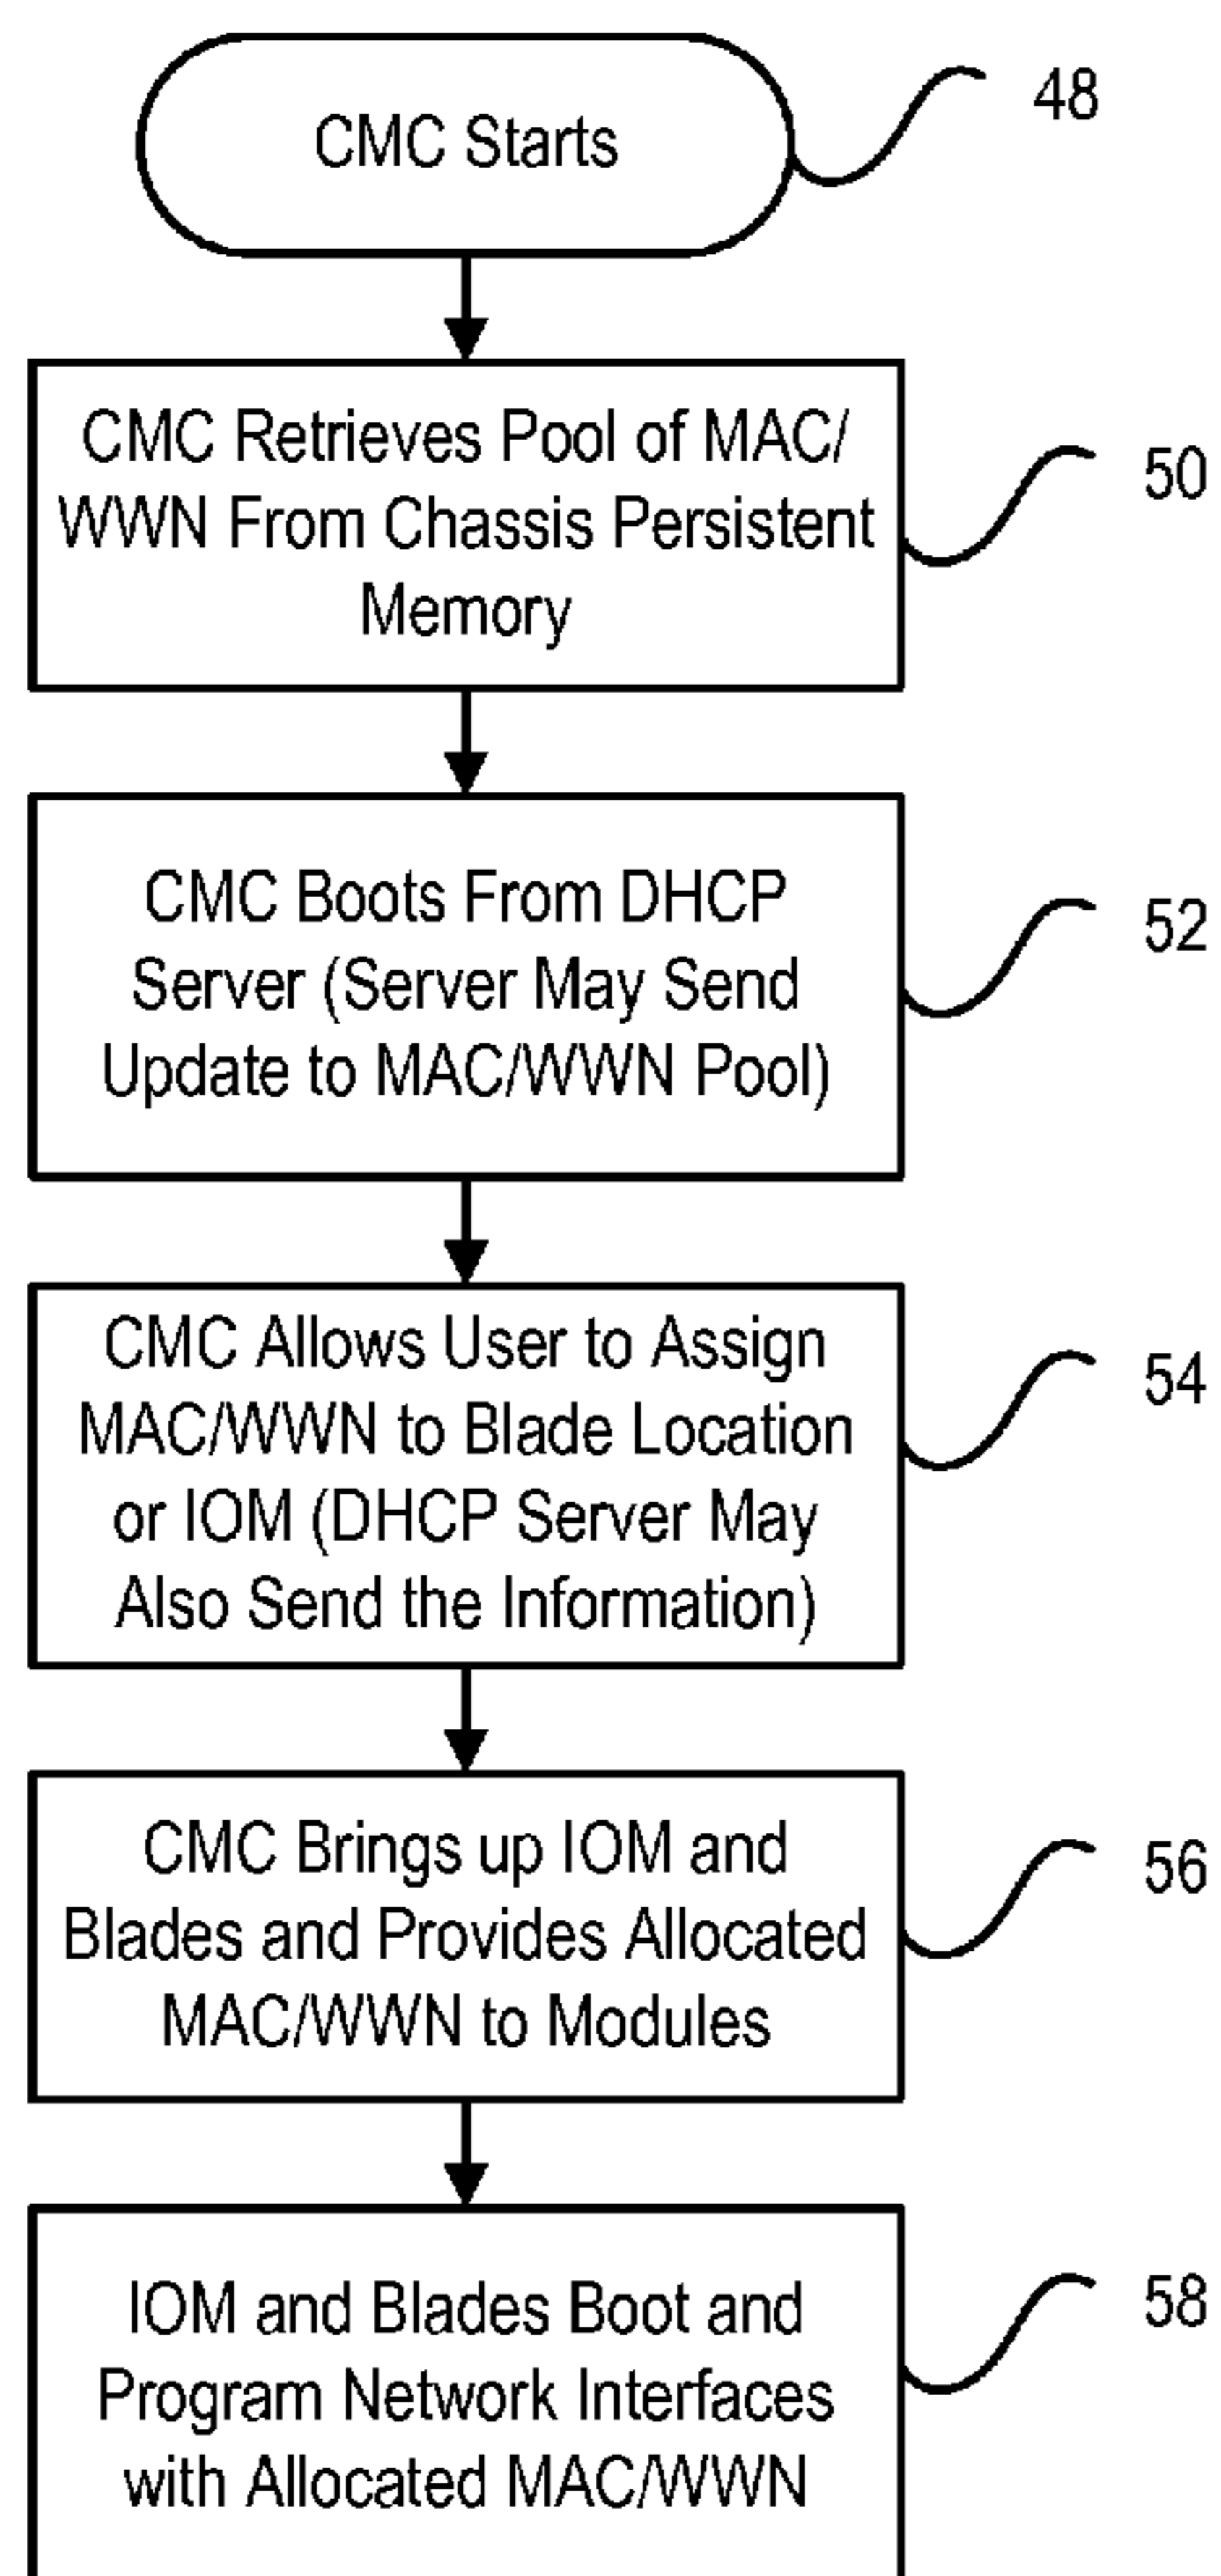 CMC Starts
48
CMC Retrieves Pool of MAC/
WWN From Chassis Persistent
Memory
50
CMC Boots From DHCP
Server (Server May Send
Update to MAC/WWN Pool)
52
CMC Allows User to Assign
MAC/WWN to Blade Location
or IOM (DHCP Server May
Also Send the Information)
54
CMC Brings up IOM and
Blades and Provides Allocated
MAC/WWN to Modules
56
IOM and Blades Boot and
Program Network Interfaces
with Allocated MAC/WWN
58